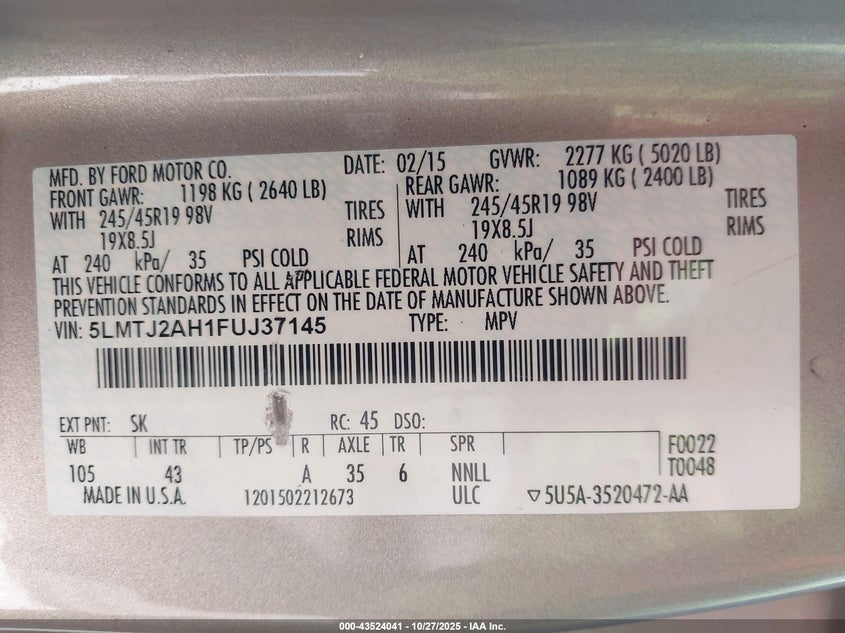 MFD. BY FORD MOTOR CO. DATE: 02/15 GVWR: 2277 KG ( 5020 LB)
FRONT GAWR: 1198 KG ( 2640 LB) REAR GAWR: 1089 KG ( 2400 LB)
WITH 245/45R19 98V TIRES WITH 245/45R19 98V TIRES
19X8.5J RIMS 19X8.5J RIMS
AT 240 kPa/ 35 PSI COLD AT 240 kPa/ 35 PSI COLD
THIS VEHICLE CONFORMS TO ALL APPLICABLE FEDERAL MOTOR VEHICLE SAFETY AND THEFT
PREVENTION STANDARDS IN EFFECT ON THE DATE OF MANUFACTURE SHOWN ABOVE.
VIN: 5LMTJ2AH1FUJ37145 TYPE: MPV
EXT PNT: SK RC: 45 DSO:
WB INT TR TP/PS R AXLE TR SPR F0022
105 43 A 35 6 NNLL T0048
MADE IN U.S.A. 1201502212673 ULC ▽5U5A-3520472-AA
000-43524041 - 10/27/2025 - IAA Inc.